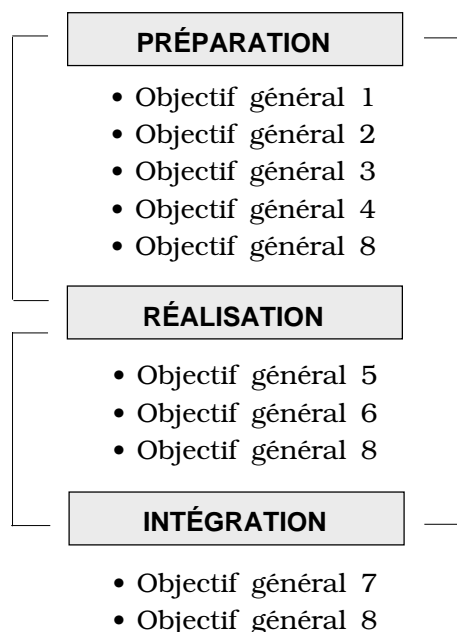 PRÉPARATION
• Objectif général 1
• Objectif général 2
• Objectif général 3
• Objectif général 4
• Objectif général 8
RÉALISATION
• Objectif général 5
• Objectif général 6
• Objectif général 8
INTÉGRATION
• Objectif général 7
• Objectif général 8